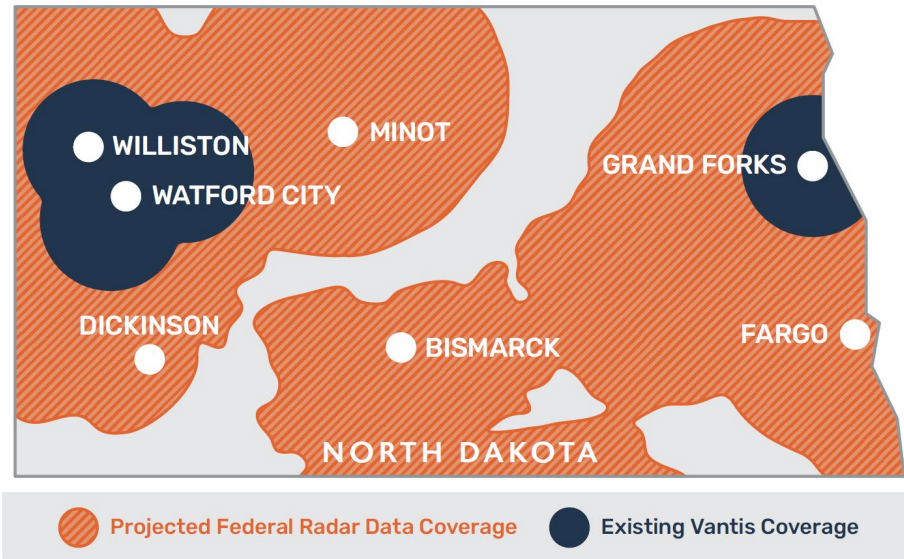 WILLISTON
MINOT
WATFORD CITY
GRAND FORKS
DICKINSON
BISMARCK
FARGO
NORTH DAKOTA
Projected Federal Radar Data Coverage
Existing Vantis Coverage